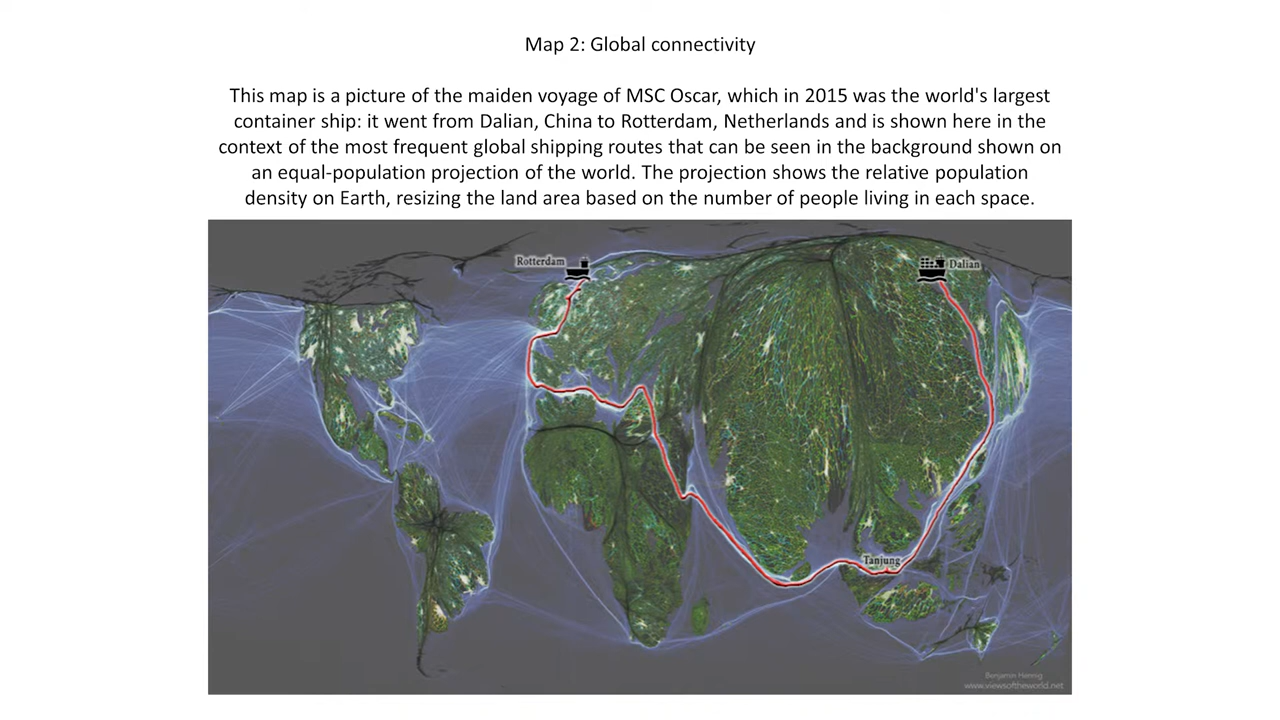 Map 2: Global connectivity
This map is a picture of the maiden voyage of MSC Oscar, which in 2015 was the world's largest
container ship: it went from Dalian, China to Rotterdam, Netherlands and is shown here in the
context of the most frequent global shipping routes that can be seen in the background shown on
an equal-population projection of the world. The projection shows the relative population
density on Earth, resizing the land area based on the number of people living in each space.
Rotterdam
Dalian
Tanjung
Benjamin Hennig
www.viewsoftheworld.net